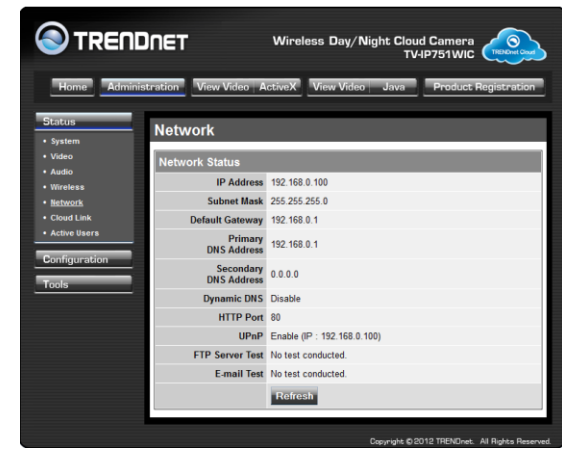 TRENDNET
Wireless Day/Night Cloud Camera
TV-IP751WIC
TRENDnet Cloud
Home
Administration
View Video | ActiveX
View Video | Java
Product Registration
Status
• System
• Video
• Audio
• Wireless
• Network
• Cloud Link
• Active Users
Configuration
Tools
Network
Network Status
IP Address 192.168.0.100
Subnet Mask 255.255.255.0
Default Gateway 192.168.0.1
Primary
DNS Address 192.168.0.1
Secondary
DNS Address 0.0.0.0
Dynamic DNS Disable
HTTP Port 80
UPnP Enable (IP : 192.168.0.100)
FTP Server Test No test conducted.
E-mail Test No test conducted.
Refresh
Copyright © 2012 TRENDnet. All Rights Reserved.